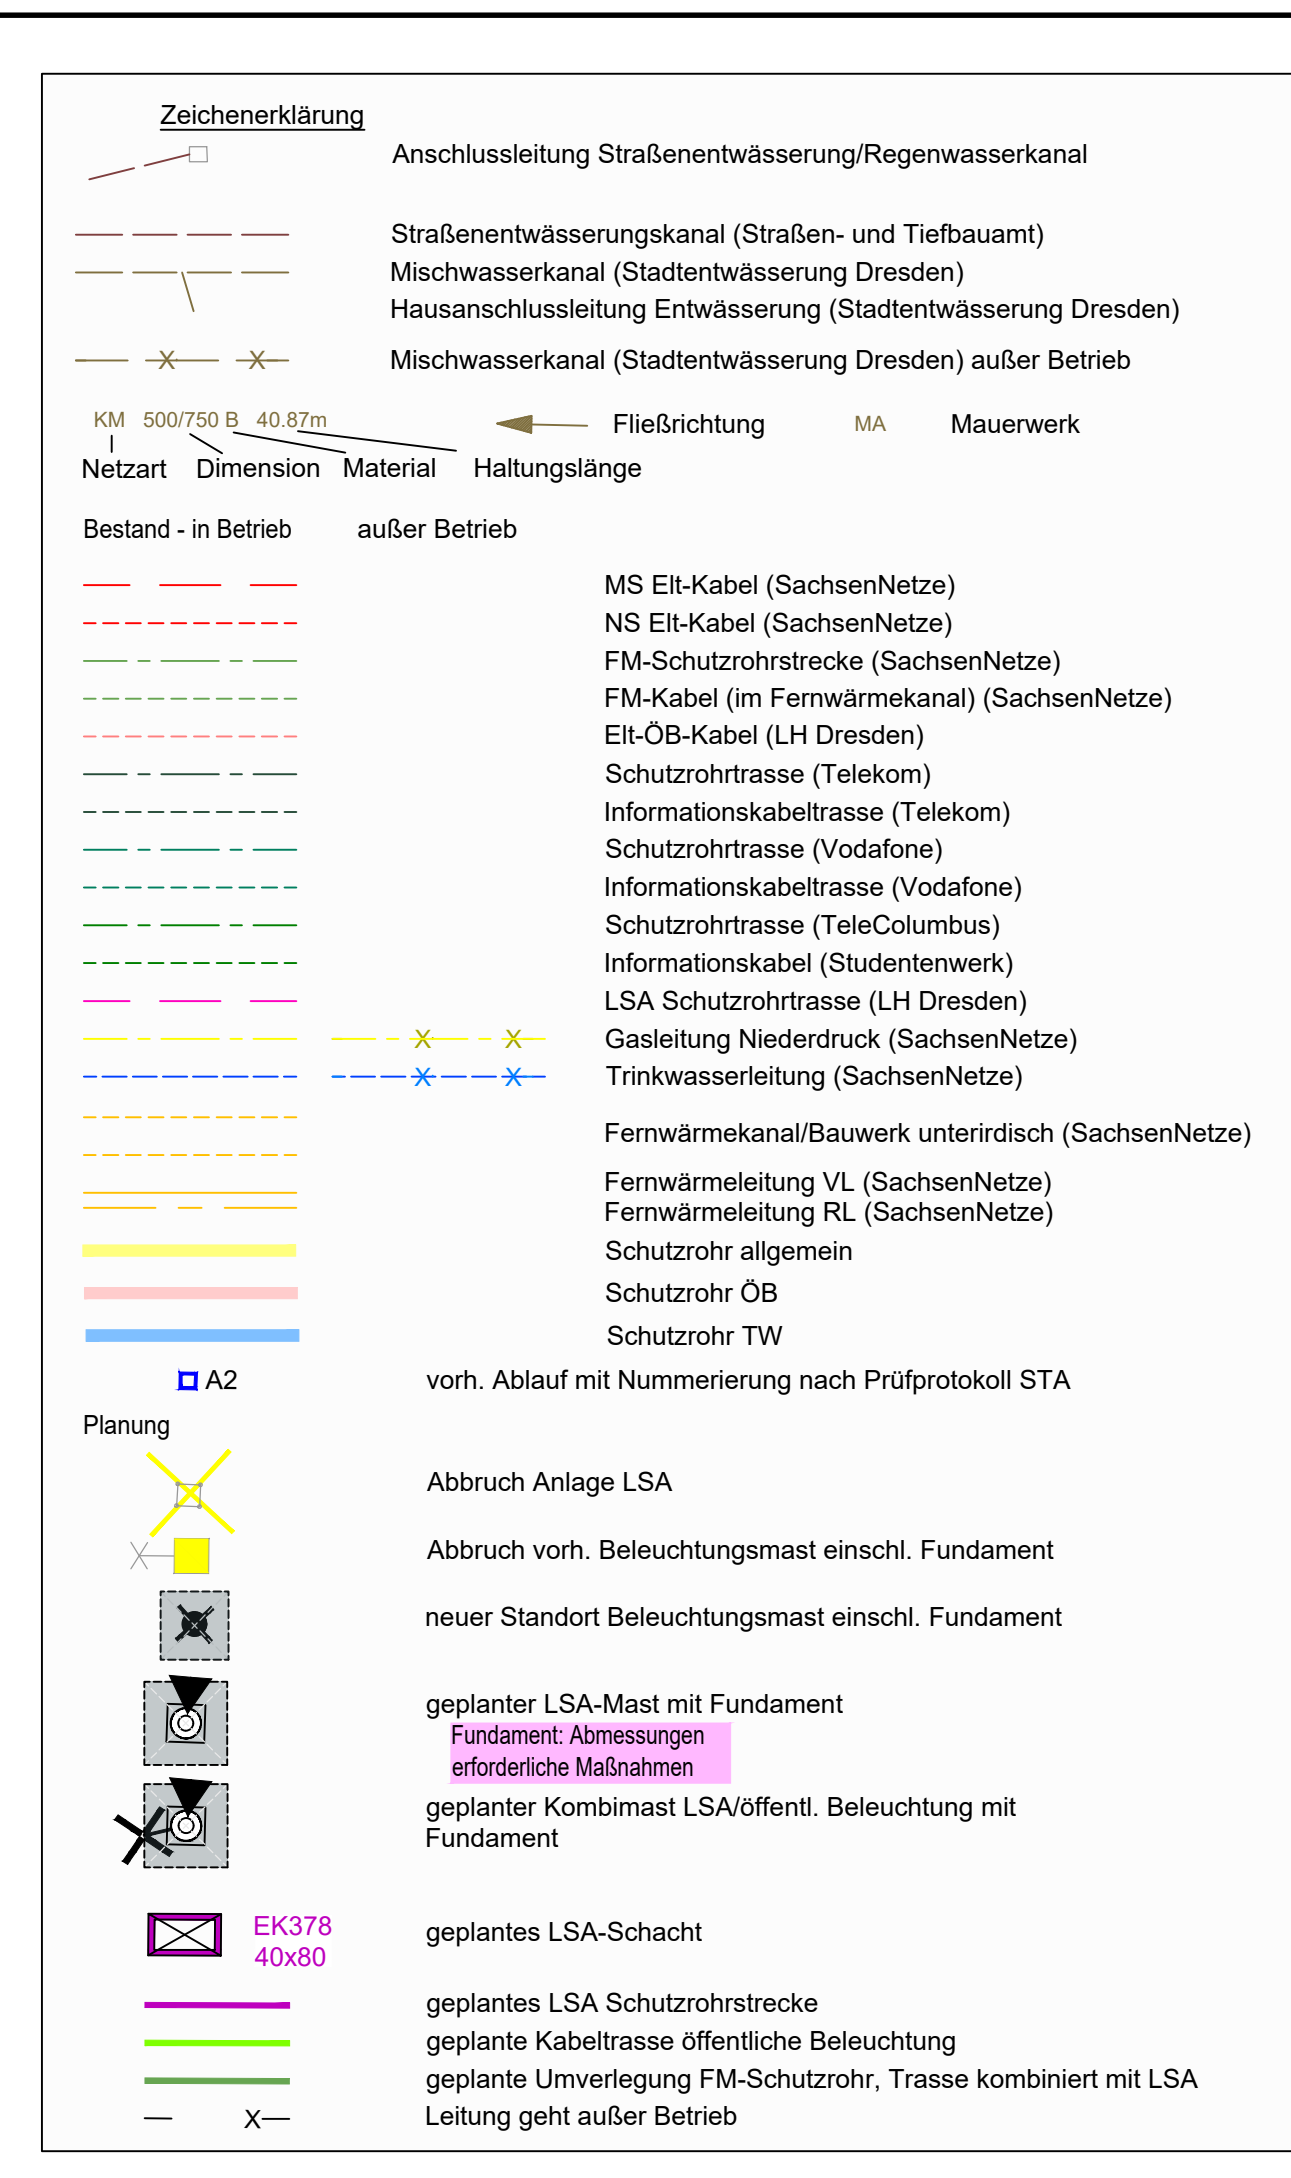 Zeichenerklärung
Anschlussleitung Straßenentwässerung/Regenwasserkanal
Straßenentwässerungskanal (Straßen- und Tiefbauamt)
Mischwasserkanal (Stadtentwässerung Dresden)
Hausanschlussleitung Entwässerung (Stadtentwässerung Dresden)
X X Mischwasserkanal (Stadtentwässerung Dresden) außer Betrieb
KM 500/750 B 40.87m Fließrichtung MA Mauerwerk
Netzart Dimension Material Haltungslänge
Bestand - in Betrieb außer Betrieb
MS Elt-Kabel (SachsenNetze)
NS Elt-Kabel (SachsenNetze)
FM-Schutzrohrstrecke (SachsenNetze)
FM-Kabel (im Fernwärmekanal) (SachsenNetze)
Elt-ÖB-Kabel (LH Dresden)
Schutzrohrtrasse (Telekom)
Informationskabeltrasse (Telekom)
Schutzrohrtrasse (Vodafone)
Informationskabeltrasse (Vodafone)
Schutzrohrtrasse (TeleColumbus)
Informationskabel (Studentenwerk)
LSA Schutzrohrtrasse (LH Dresden)
X X Gasleitung Niederdruck (SachsenNetze)
X X Trinkwasserleitung (SachsenNetze)
Fernwärmekanal/Bauwerk unterirdisch (SachsenNetze)
Fernwärmeleitung VL (SachsenNetze)
Fernwärmeleitung RL (SachsenNetze)
Schutzrohr allgemein
Schutzrohr ÖB
Schutzrohr TW
A2 vorh. Ablauf mit Nummerierung nach Prüfprotokoll STA
Planung
Abbruch Anlage LSA
Abbruch vorh. Beleuchtungsmast einschl. Fundament
neuer Standort Beleuchtungsmast einschl. Fundament
geplanter LSA-Mast mit Fundament
Fundament: Abmessungen
erforderliche Maßnahmen
geplanter Kombimast LSA/öffentl. Beleuchtung mit
Fundament
EK378
40x80
geplantes LSA-Schacht
geplantes LSA Schutzrohrstrecke
geplante Kabeltrasse öffentliche Beleuchtung
geplante Umverlegung FM-Schutzrohr, Trasse kombiniert mit LSA
X Leitung geht außer Betrieb